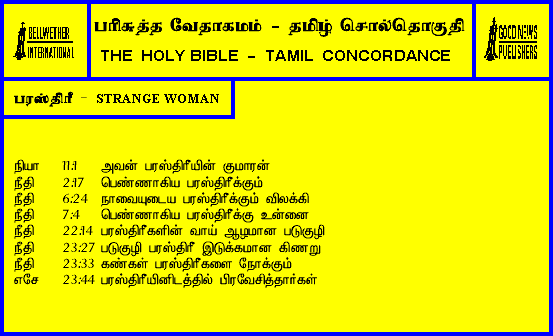 BELLWETHER
INTERNATIONAL
பரிசுத்த வேதாகமம் - தமிழ் சொல்தொகுதி
THE HOLY BIBLE - TAMIL CONCORDANCE
GOOD NEWS
PUBLISHERS
பரஸ்திரீ - STRANGE WOMAN
நியா 11:1 அவன் பரஸ்திரீயின் குமாரன்
நீதி 2:17 பெண்ணாகிய பரஸ்திரீக்கும்
நீதி 6:24 நாவையுடைய பரஸ்திரீக்கும் விலக்கி
நீதி 7:4 பெண்ணாகிய பரஸ்திரீக்கு உன்னை
நீதி 22:14 பரஸ்திரீகளின் வாய் ஆழமான படுகுழி
நீதி 23:27 படுகுழி பரஸ்திரீ இடுக்கமான கிணறு
நீதி 23:33 கண்கள் பரஸ்திரீகளை நோக்கும்
எசே 23:44 பரஸ்திரீயினிடத்தில் பிரவேசித்தார்கள்